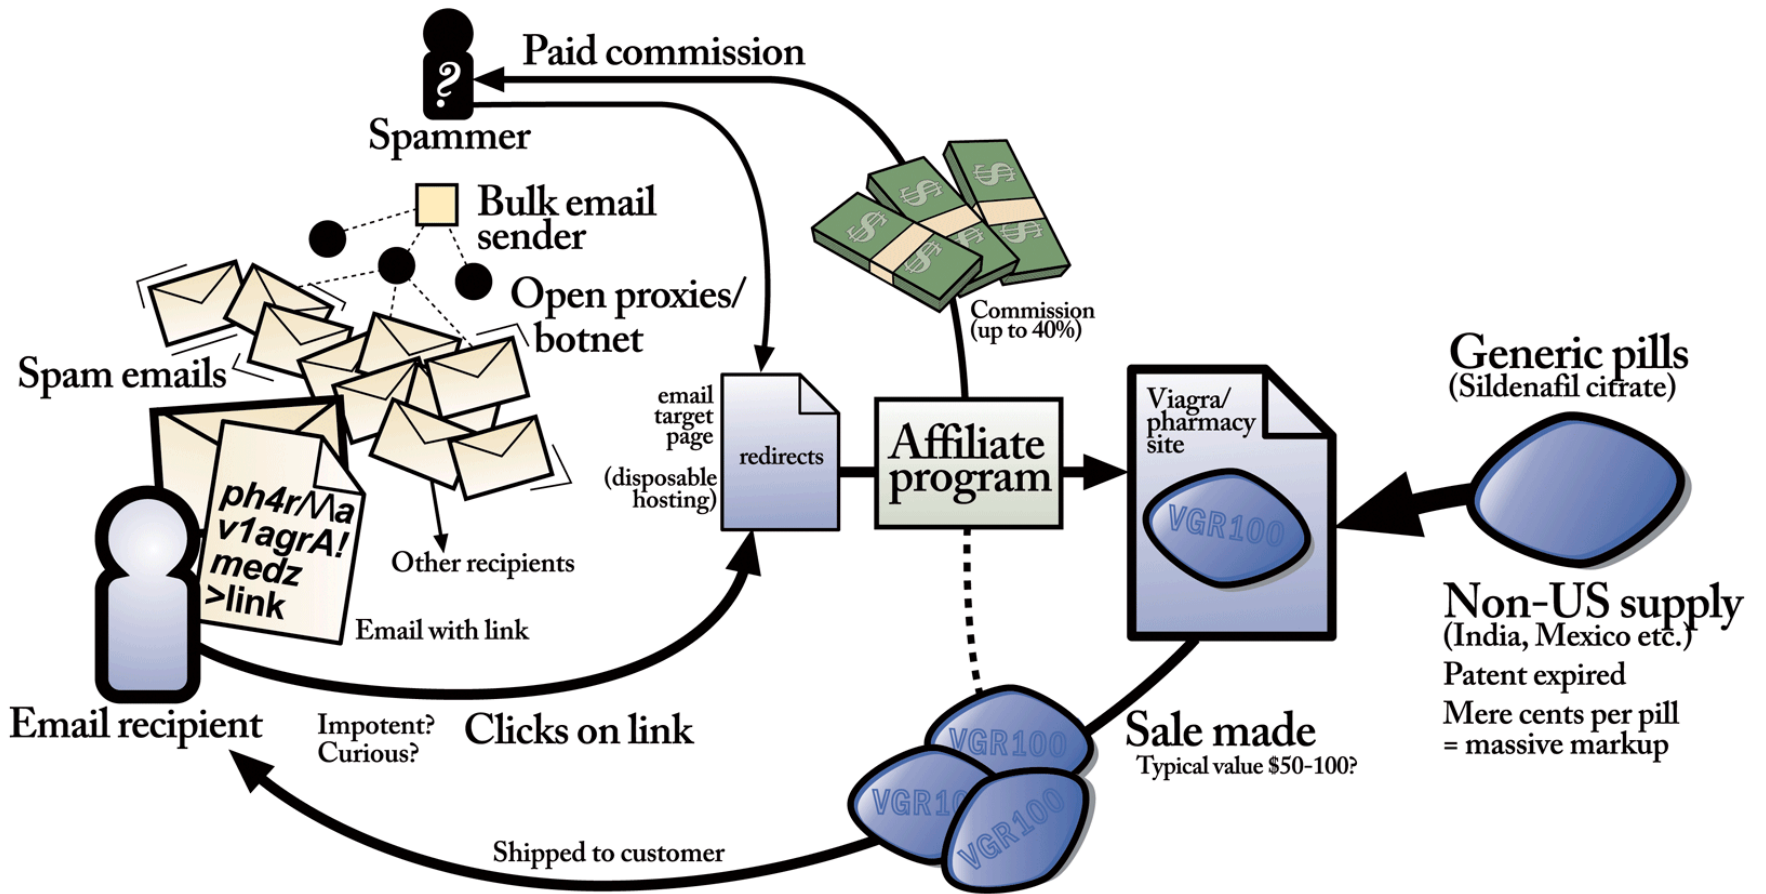 Paid commission
?
Spammer
Bulk email
sender
Open proxies/
botnet
Spam emails
ph4r/\/\a
v1agrA!
medz
>link
Other recipients
Email with link
Email recipient
Impotent?
Curious?
Clicks on link
Shipped to customer
email
target
page
(disposable
hosting)
redirects
$
$
$
$
$
$
Commission
(up to 40%)
Affiliate
program
Viagra/
pharmacy
site
VGR100
Generic pills
(Sildenafil citrate)
Non-US supply
(India, Mexico etc.)
Patent expired
Mere cents per pill
= massive markup
Sale made
Typical value $50-100?
VGR100
VGR10
VGR100